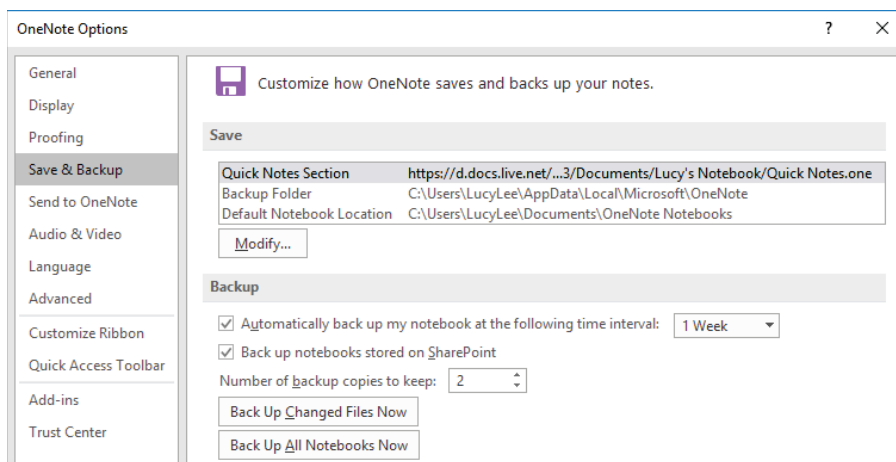 OneNote Options ? ×
General
Display
Proofing
Save & Backup
Send to OneNote
Audio & Video
Language
Advanced
Customize Ribbon
Quick Access Toolbar
Add-ins
Trust Center
Customize how OneNote saves and backs up your notes.
Save
Quick Notes Section https://d.docs.live.net/...3/Documents/Lucy's Notebook/Quick Notes.one
Backup Folder C:\Users\LucyLee\AppData\Local\Microsoft\OneNote
Default Notebook Location C:\Users\LucyLee\Documents\OneNote Notebooks
Modify...
Backup
Automatically back up my notebook at the following time interval: 1 Week
Back up notebooks stored on SharePoint
Number of backup copies to keep: 2
Back Up Changed Files Now
Back Up All Notebooks Now